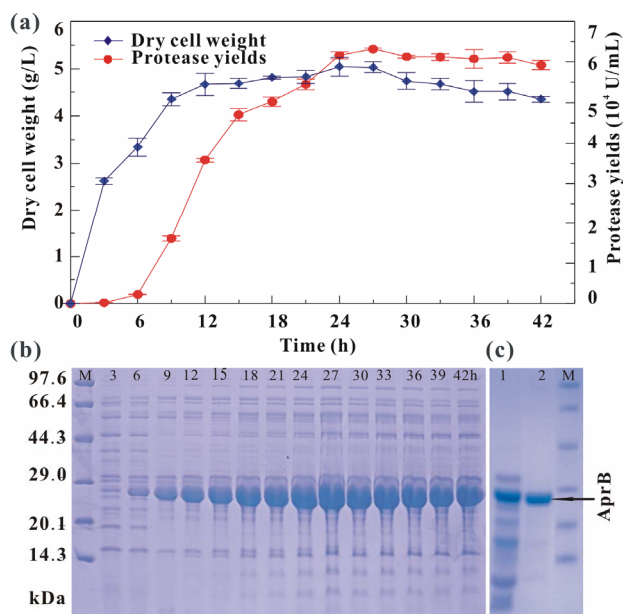 (a)
Dry cell weight
Protease yields
Dry cell weight (g/L)
6
5
4
3
2
1
0
Protease yields (10⁴ U/mL)
7
6
5
4
3
2
1
0
0 6 12 18 24 30 36 42
Time (h)
(b)
M 3 6 9 12 15 18 21 24 27 30 33 36 39 42h
97.6
66.4
44.3
29.0
20.1
14.3
kDa
(c)
1 2 M
AprB